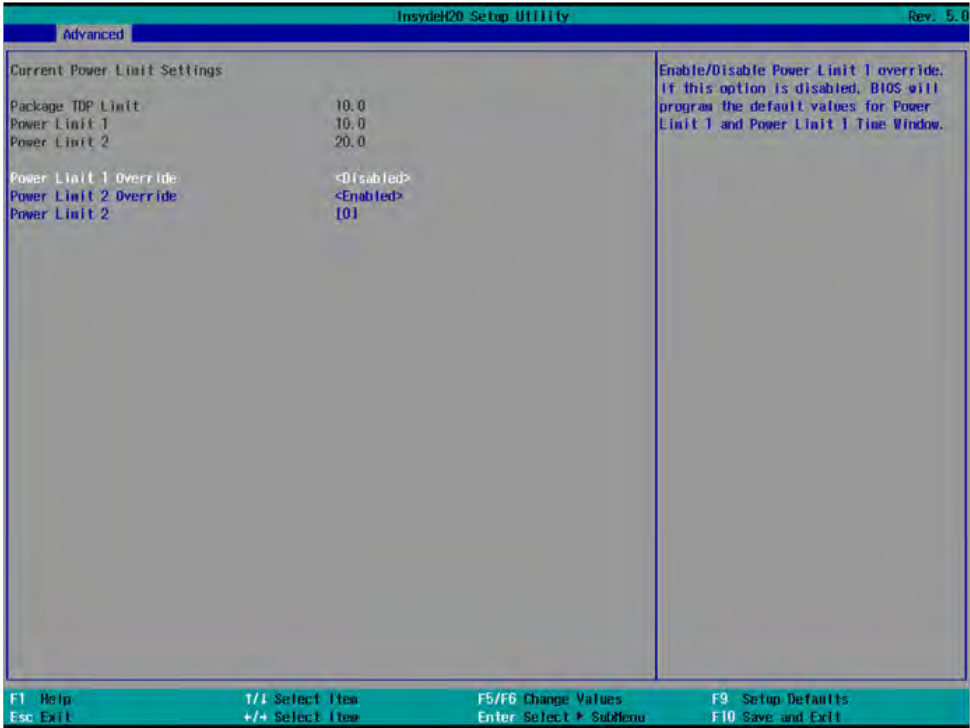 InsydeH20 Setup Utility Rev. 5.0
Advanced
Current Power Limit Settings
Package TDP Limit 10.0
Power Limit 1 10.0
Power Limit 2 20.0
Power Limit 1 Override <Disabled>
Power Limit 2 Override <Enabled>
Power Limit 2 [0]
Enable/Disable Power Limit 1 override.
If this option is disabled, BIOS will
program the default values for Power
Limit 1 and Power Limit 1 Time Window.
F1 Help ↑/↓ Select Item F5/F6 Change Values F9 Setup Defaults
Esc Exit ←/→ Select Item Enter Select ▶ SubMenu F10 Save and Exit